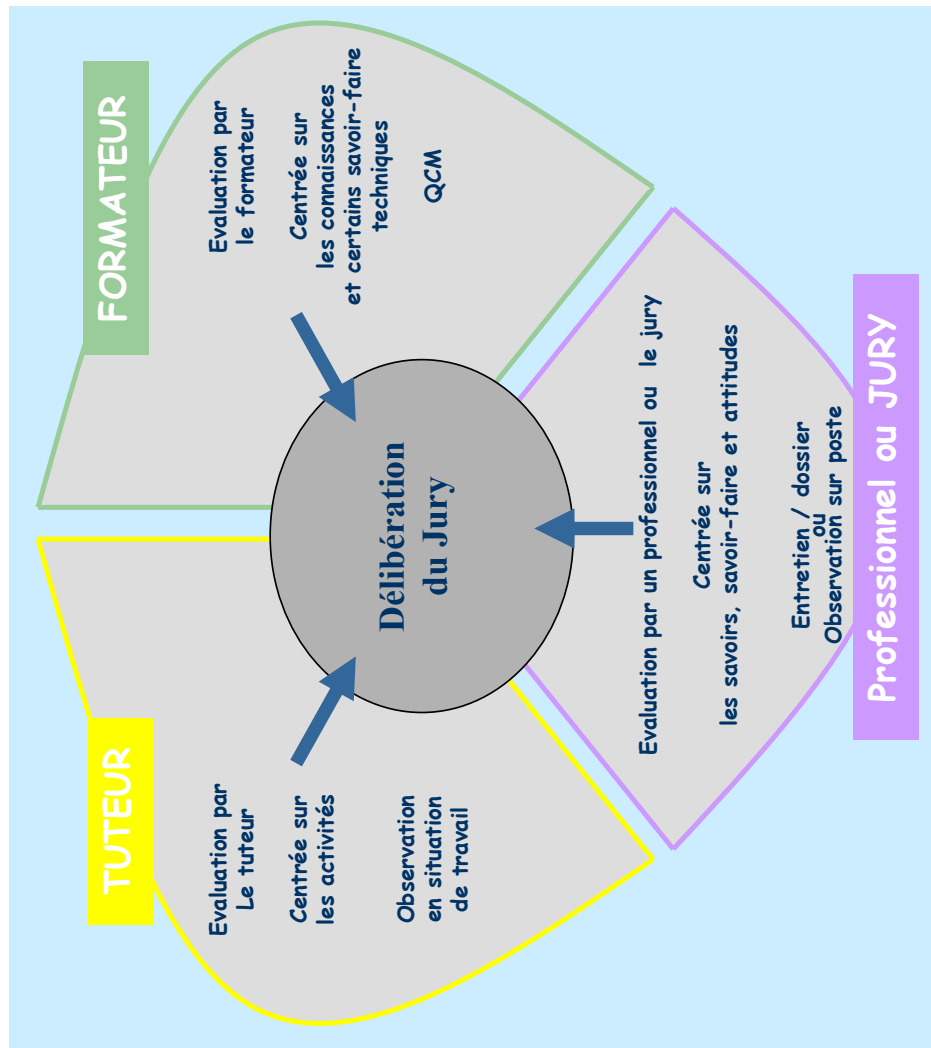 TUTEUR
Evaluation par
Le tuteur
Centrée sur
les activités
Observation
en situation
de travail
FORMATEUR
Evaluation par
le formateur
Centrée sur
les connaissances
et certains savoir-faire
techniques
QCM
Délibération
du Jury
Evaluation par un professionnel ou  le jury
Centrée sur
les savoirs, savoir-faire et attitudes
Entretien / dossier
ou
Observation sur poste
Professionnel ou JURY